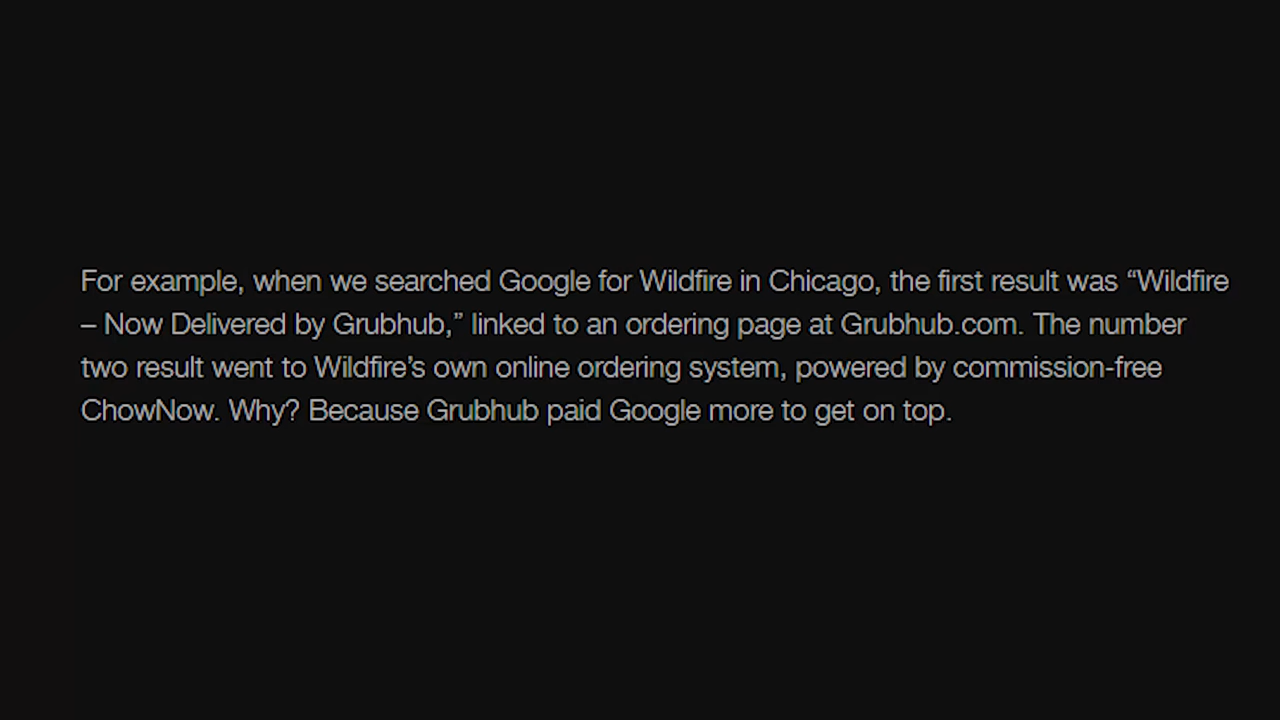 For example, when we searched Google for Wildfire in Chicago, the first result was “Wildfire
– Now Delivered by Grubhub,” linked to an ordering page at Grubhub.com. The number
two result went to Wildfire’s own online ordering system, powered by commission-free
ChowNow. Why? Because Grubhub paid Google more to get on top.